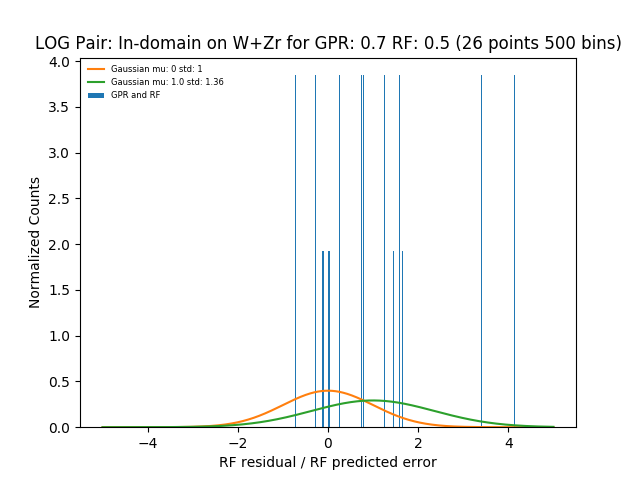 LOG Pair: In-domain on W+Zr for GPR: 0.7 RF: 0.5 (26 points 500 bins)
Gaussian mu: 0 std: 1
Gaussian mu: 1.0 std: 1.36
GPR and RF
Normalized Counts
4.0
3.5
3.0
2.5
2.0
1.5
1.0
0.5
0.0
−4 −2 0 2 4
RF residual / RF predicted error